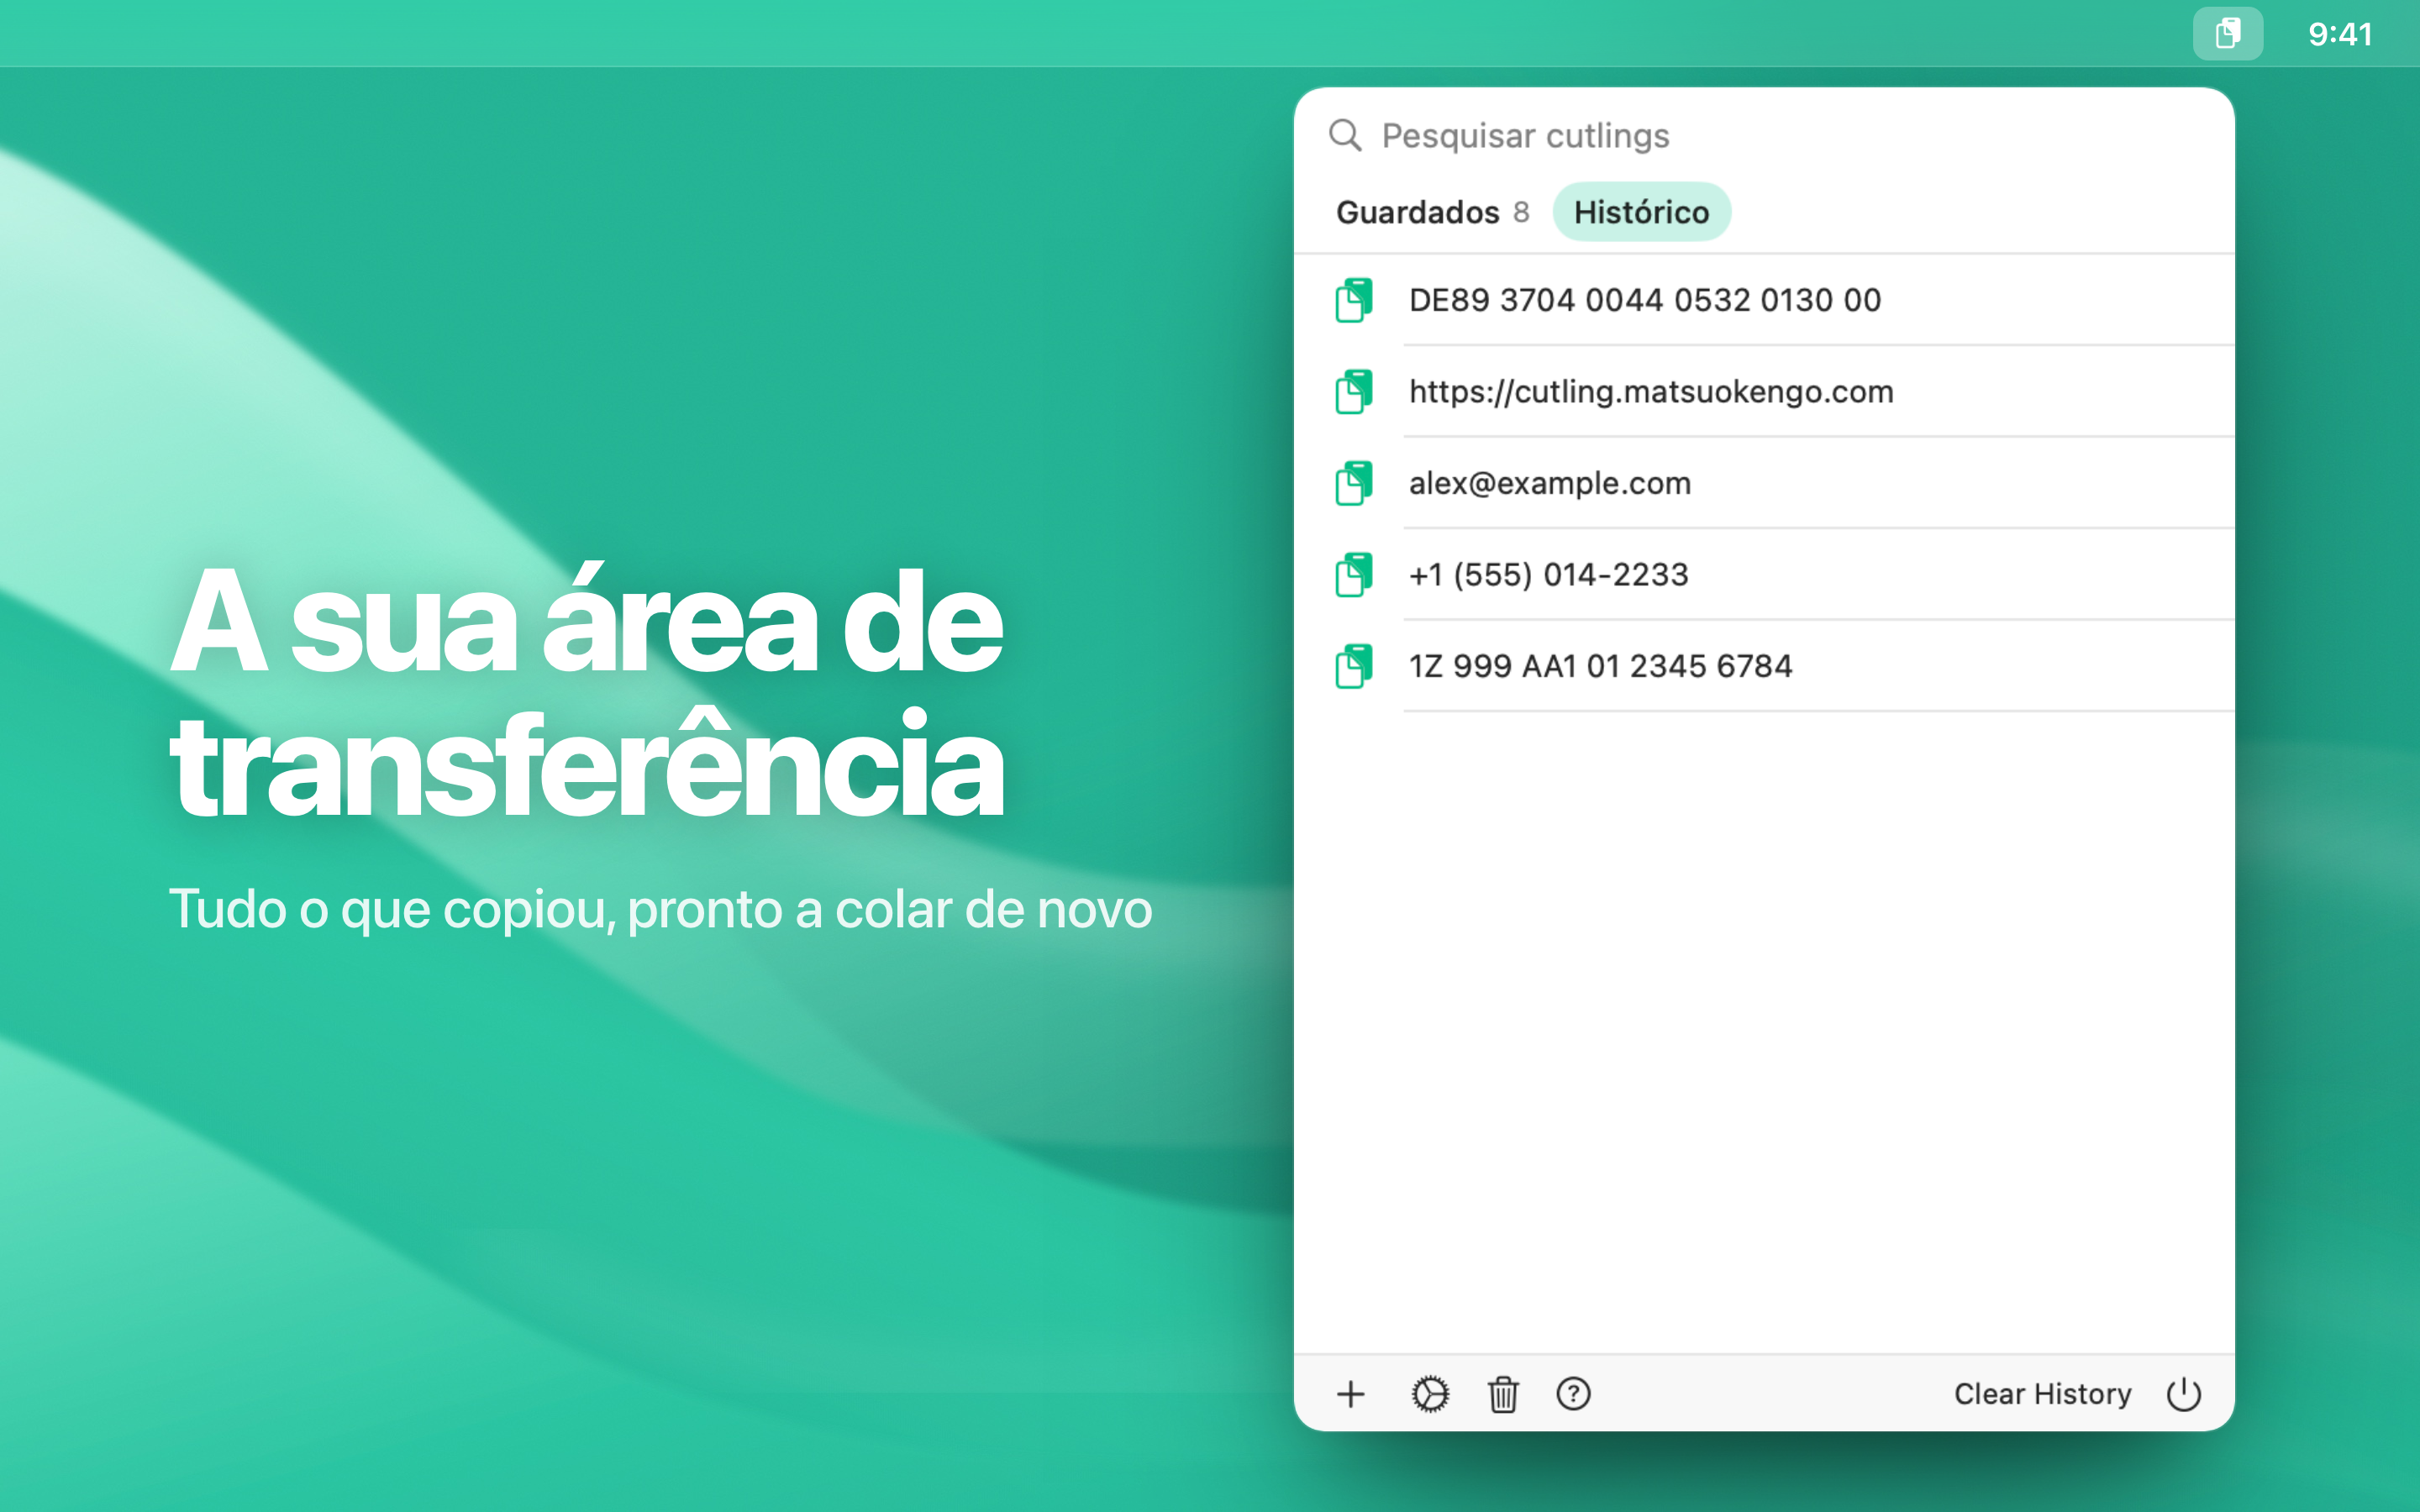 9:41
A sua área de
transferência
Tudo o que copiou, pronto a colar de novo
Pesquisar cutlings
Guardados 8 Histórico
DE89 3704 0044 0532 0130 00
https://cutling.matsuokengo.com
alex@example.com
+1 (555) 014-2233
1Z 999 AA1 01 2345 6784
Clear History